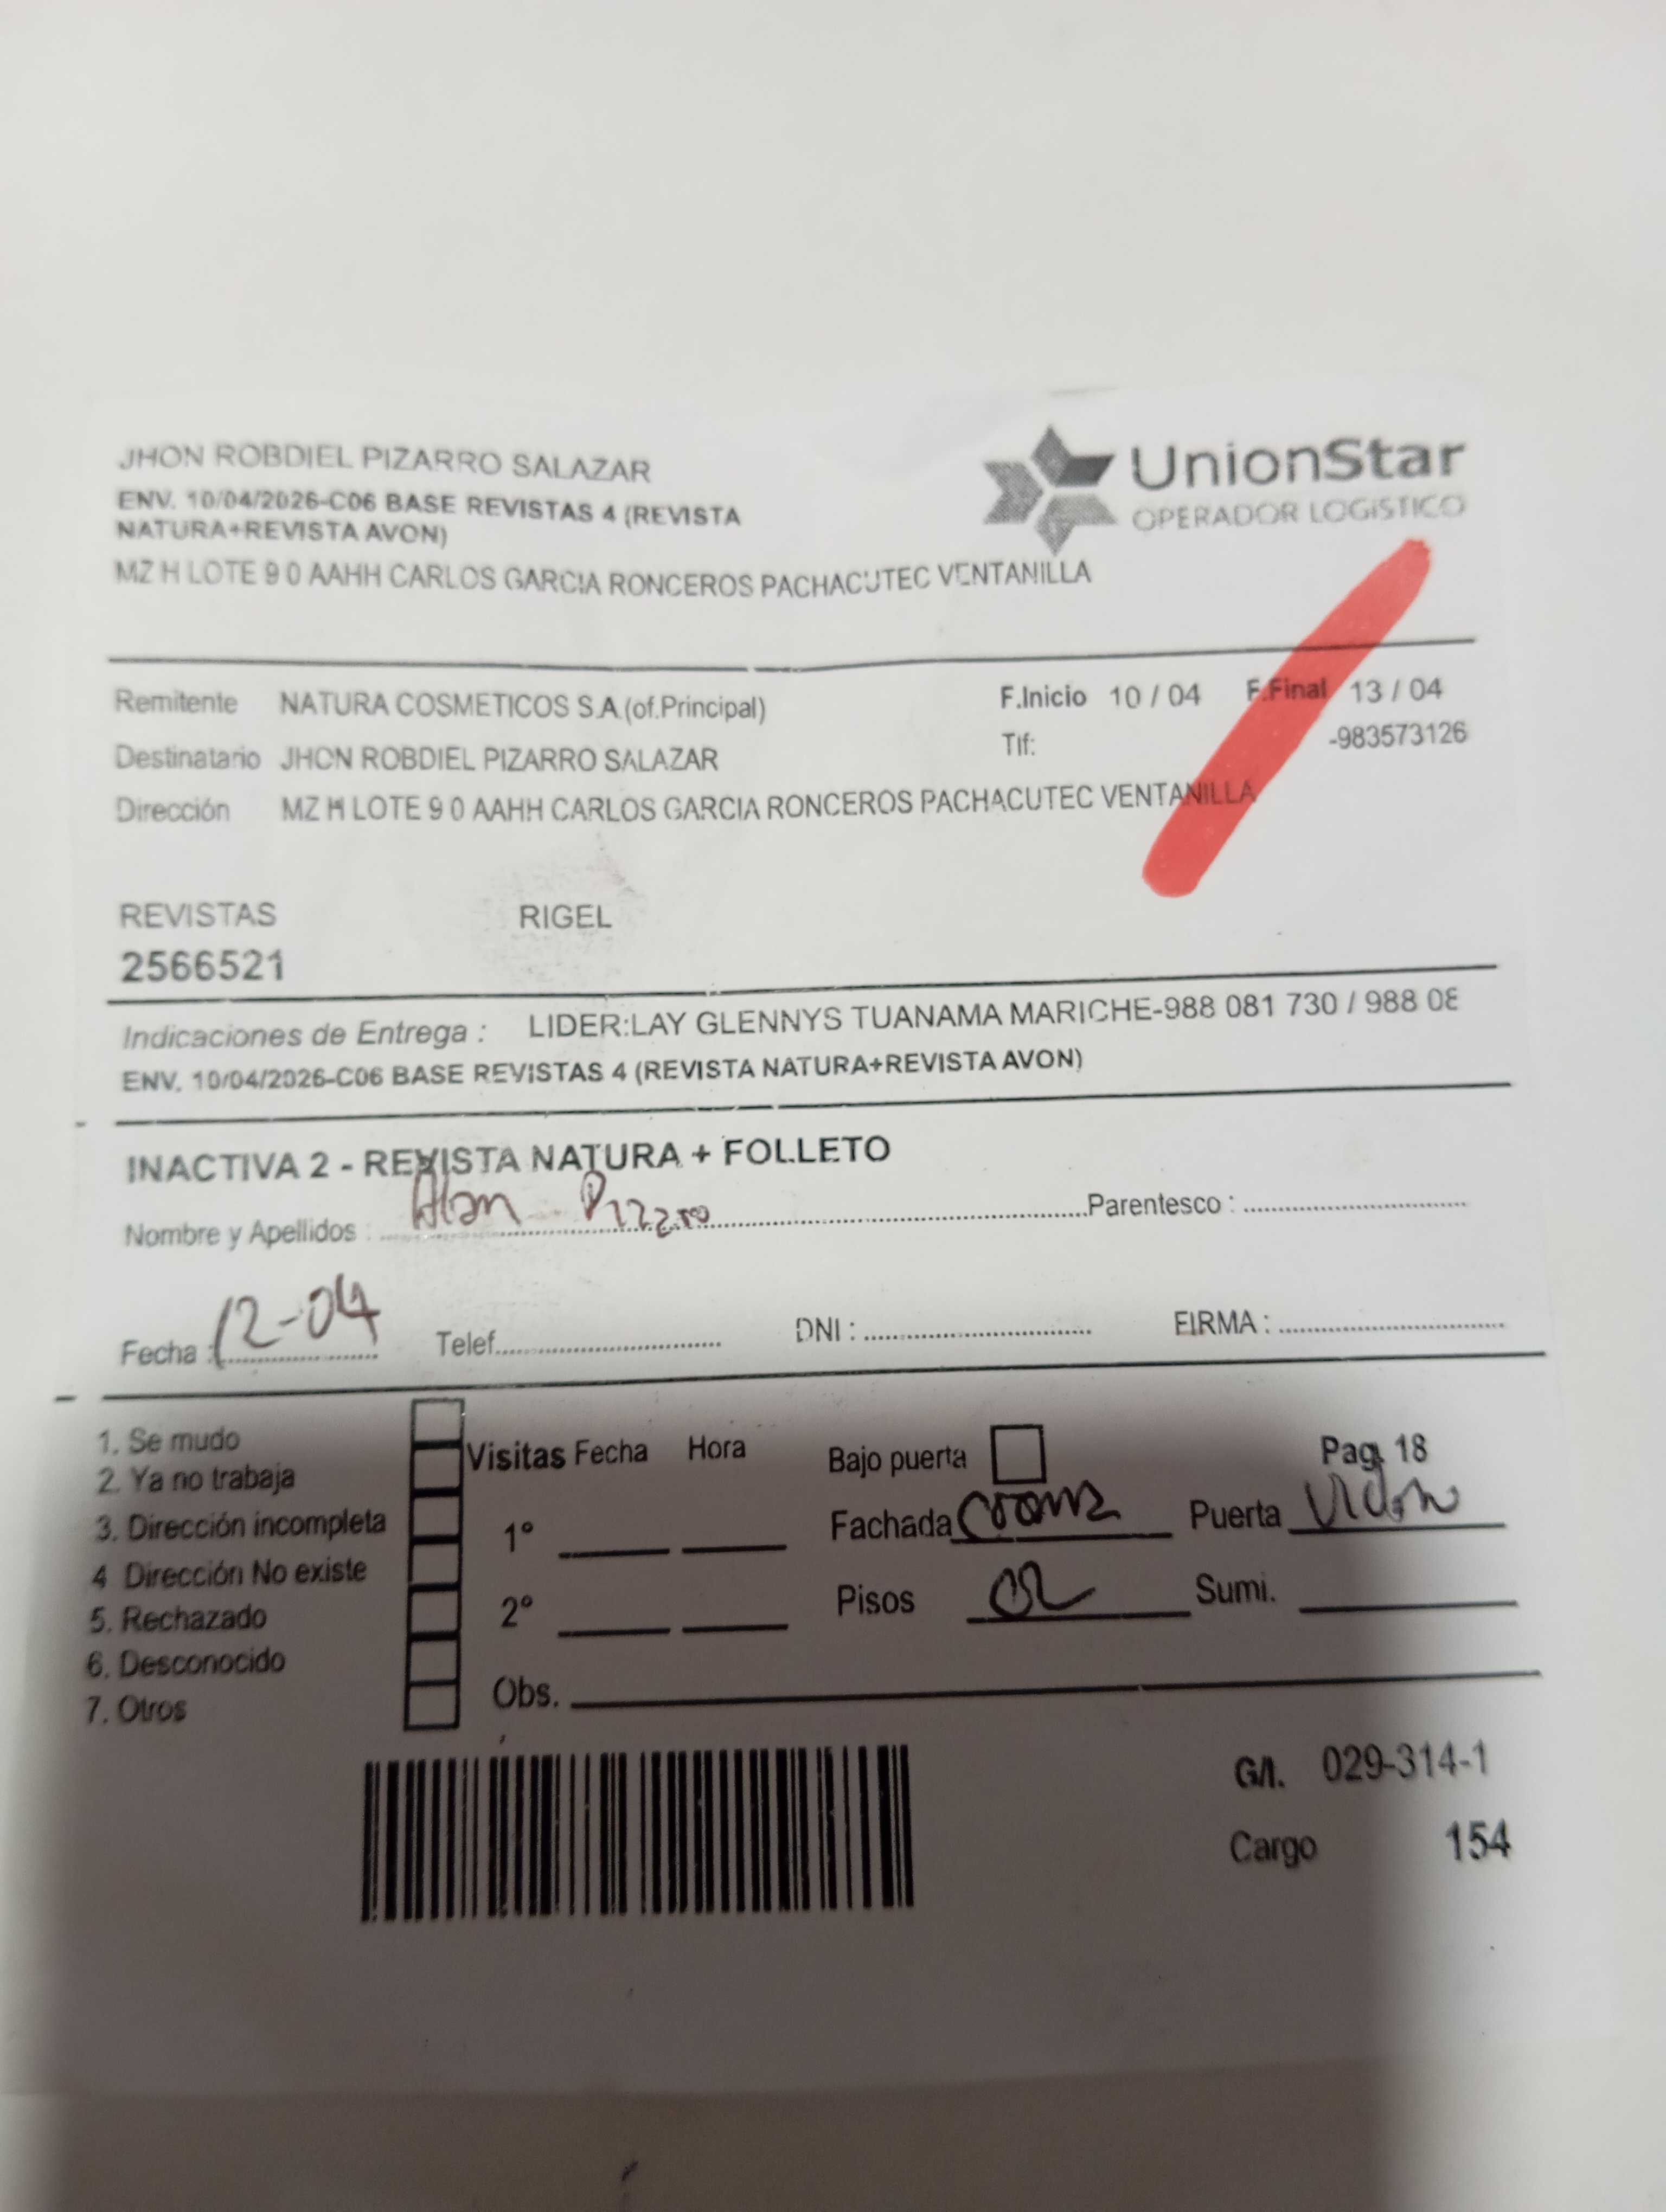 JHON ROBDIEL PIZARRO SALAZAR
ENV. 10/04/2026-C06 BASE REVISTAS 4 (REVISTA
NATURA+REVISTA AVON)
MZ H LOTE 9 0 AAHH CARLOS GARCIA RONCEROS PACHACUTEC VENTANILLA
UnionStar
OPERADOR LOGISTICO
Remitente NATURA COSMETICOS S.A (of.Principal) F.Inicio 10 / 04 F.Final 13 / 04
Tlf: -983573126
Destinatario JHON ROBDIEL PIZARRO SALAZAR
Dirección MZ H LOTE 9 0 AAHH CARLOS GARCIA RONCEROS PACHACUTEC VENTANILLA
REVISTAS RIGEL
2566521
Indicaciones de Entrega : LIDER:LAY GLENNYS TUANAMA MARICHE-988 081 730 / 988 08
ENV. 10/04/2026-C06 BASE REVISTAS 4 (REVISTA NATURA+REVISTA AVON)
INACTIVA 2 - REVISTA NATURA + FOLLETO
Nombre y Apellidos : Alan Pizarro Parentesco :
Fecha : 12-04 Telef. DNI : FIRMA :
1. Se mudo
2. Ya no trabaja
3. Dirección incompleta
4 Dirección No existe
5. Rechazado
6. Desconocido
7. Otros
Visitas Fecha Hora
1°
2°
Obs.
Bajo puerta Pag. 18
Fachada Puerta
Pisos 02 Sumi.
G/I. 029-314-1
Cargo 154